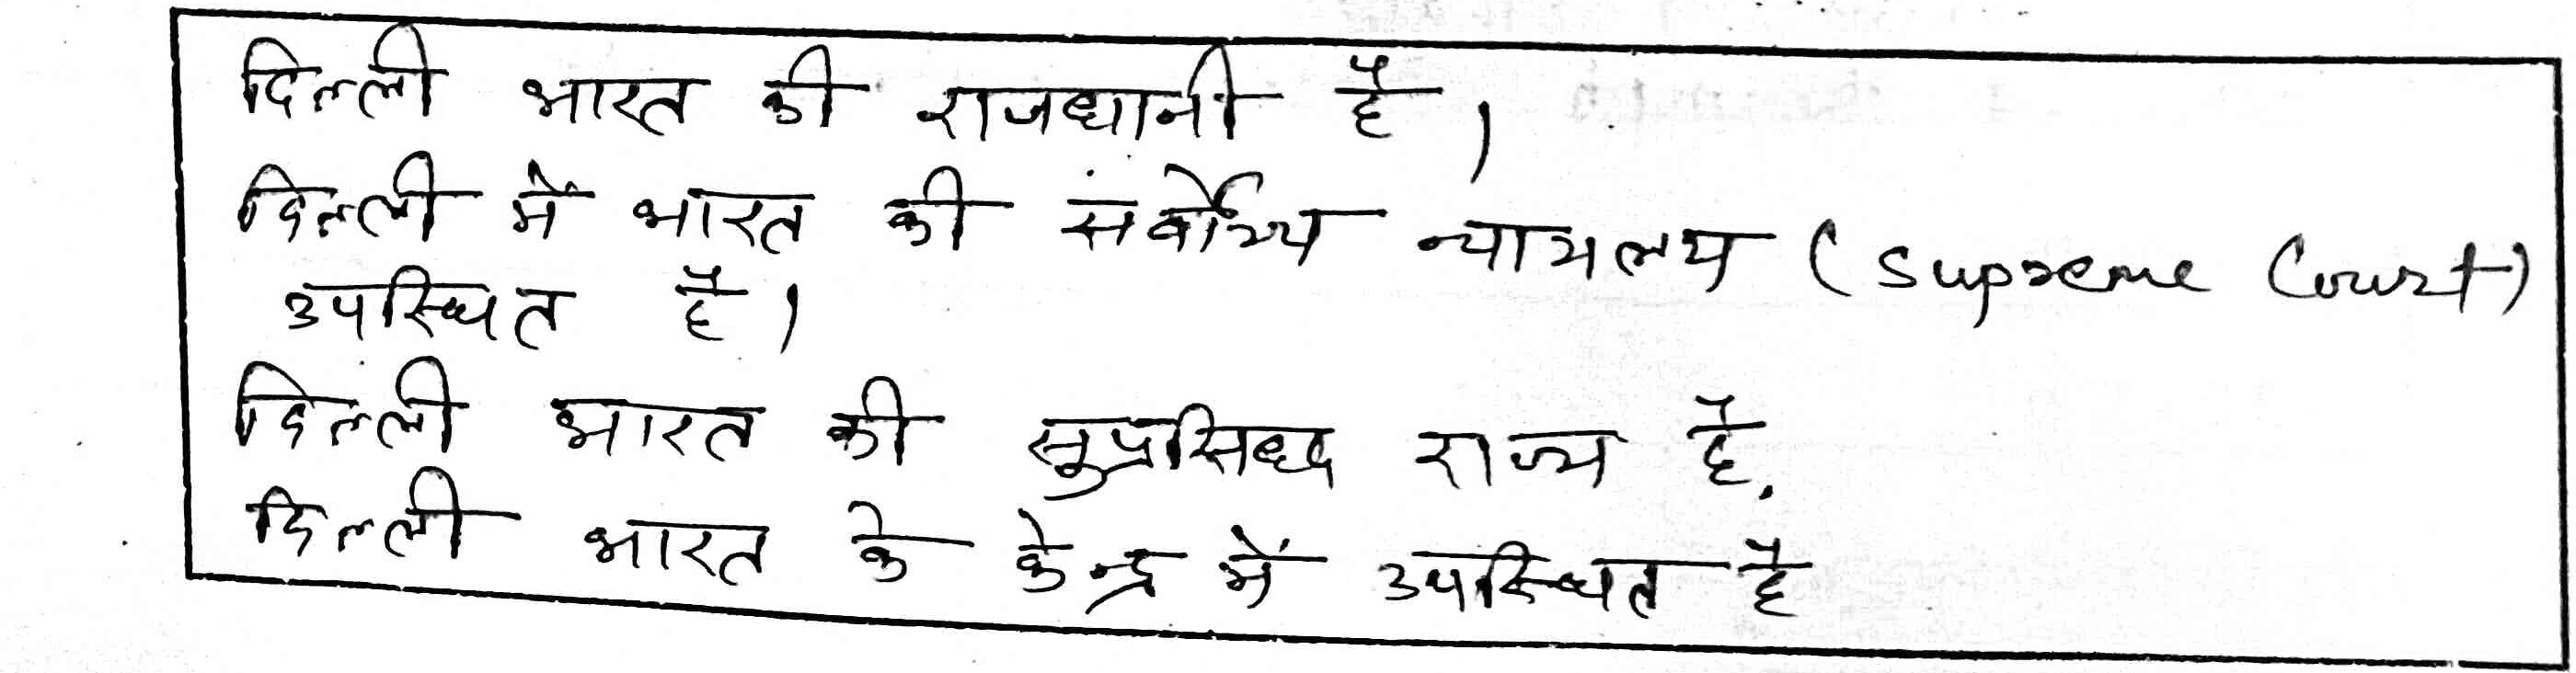 दिल्ली भारत की राजधानी है।
दिल्ली में भारत की सर्वोच्य न्यायलय (Supreme Court)
उपस्थित है।
दिल्ली भारत की सुप्रसिध्द राज्य है.
दिल्ली भारत के केन्द्र में उपस्थित है